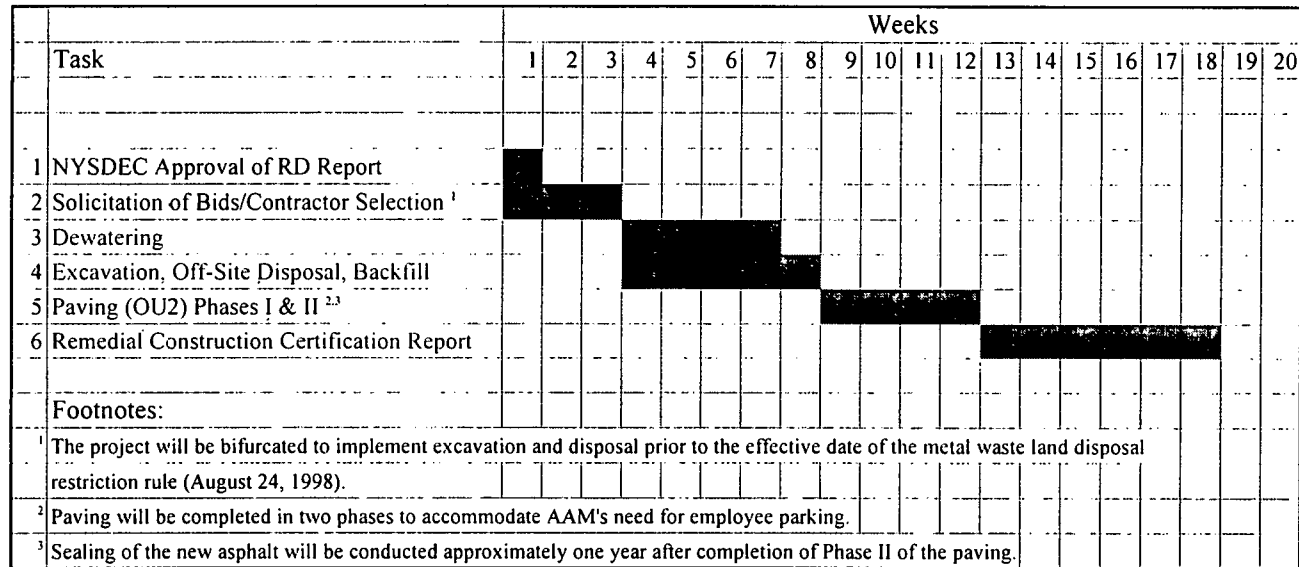 Weeks
Task 1 2 3 4 5 6 7 8 9 10 11 12 13 14 15 16 17 18 19 20
1 NYSDEC Approval of RD Report
2 Solicitation of Bids/Contractor Selection ¹
3 Dewatering
4 Excavation, Off-Site Disposal, Backfill
5 Paving (OU2) Phases I & II ²,³
6 Remedial Construction Certification Report
Footnotes:
¹ The project will be bifurcated to implement excavation and disposal prior to the effective date of the metal waste land disposal
restriction rule (August 24, 1998).
² Paving will be completed in two phases to accommodate AAM's need for employee parking.
³ Sealing of the new asphalt will be conducted approximately one year after completion of Phase II of the paving.